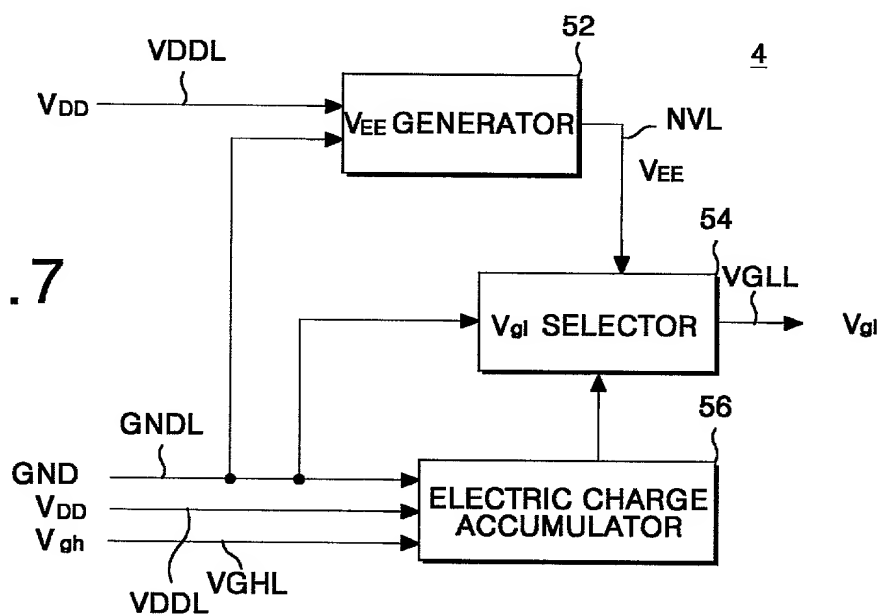 52
4
VDDL
VDD
VEE GENERATOR
NVL
VEE
54
.7
VGLL
Vgl SELECTOR
Vgl
GNDL
56
GND
ELECTRIC CHARGE
ACCUMULATOR
VDD
Vgh
VGHL
VDDL